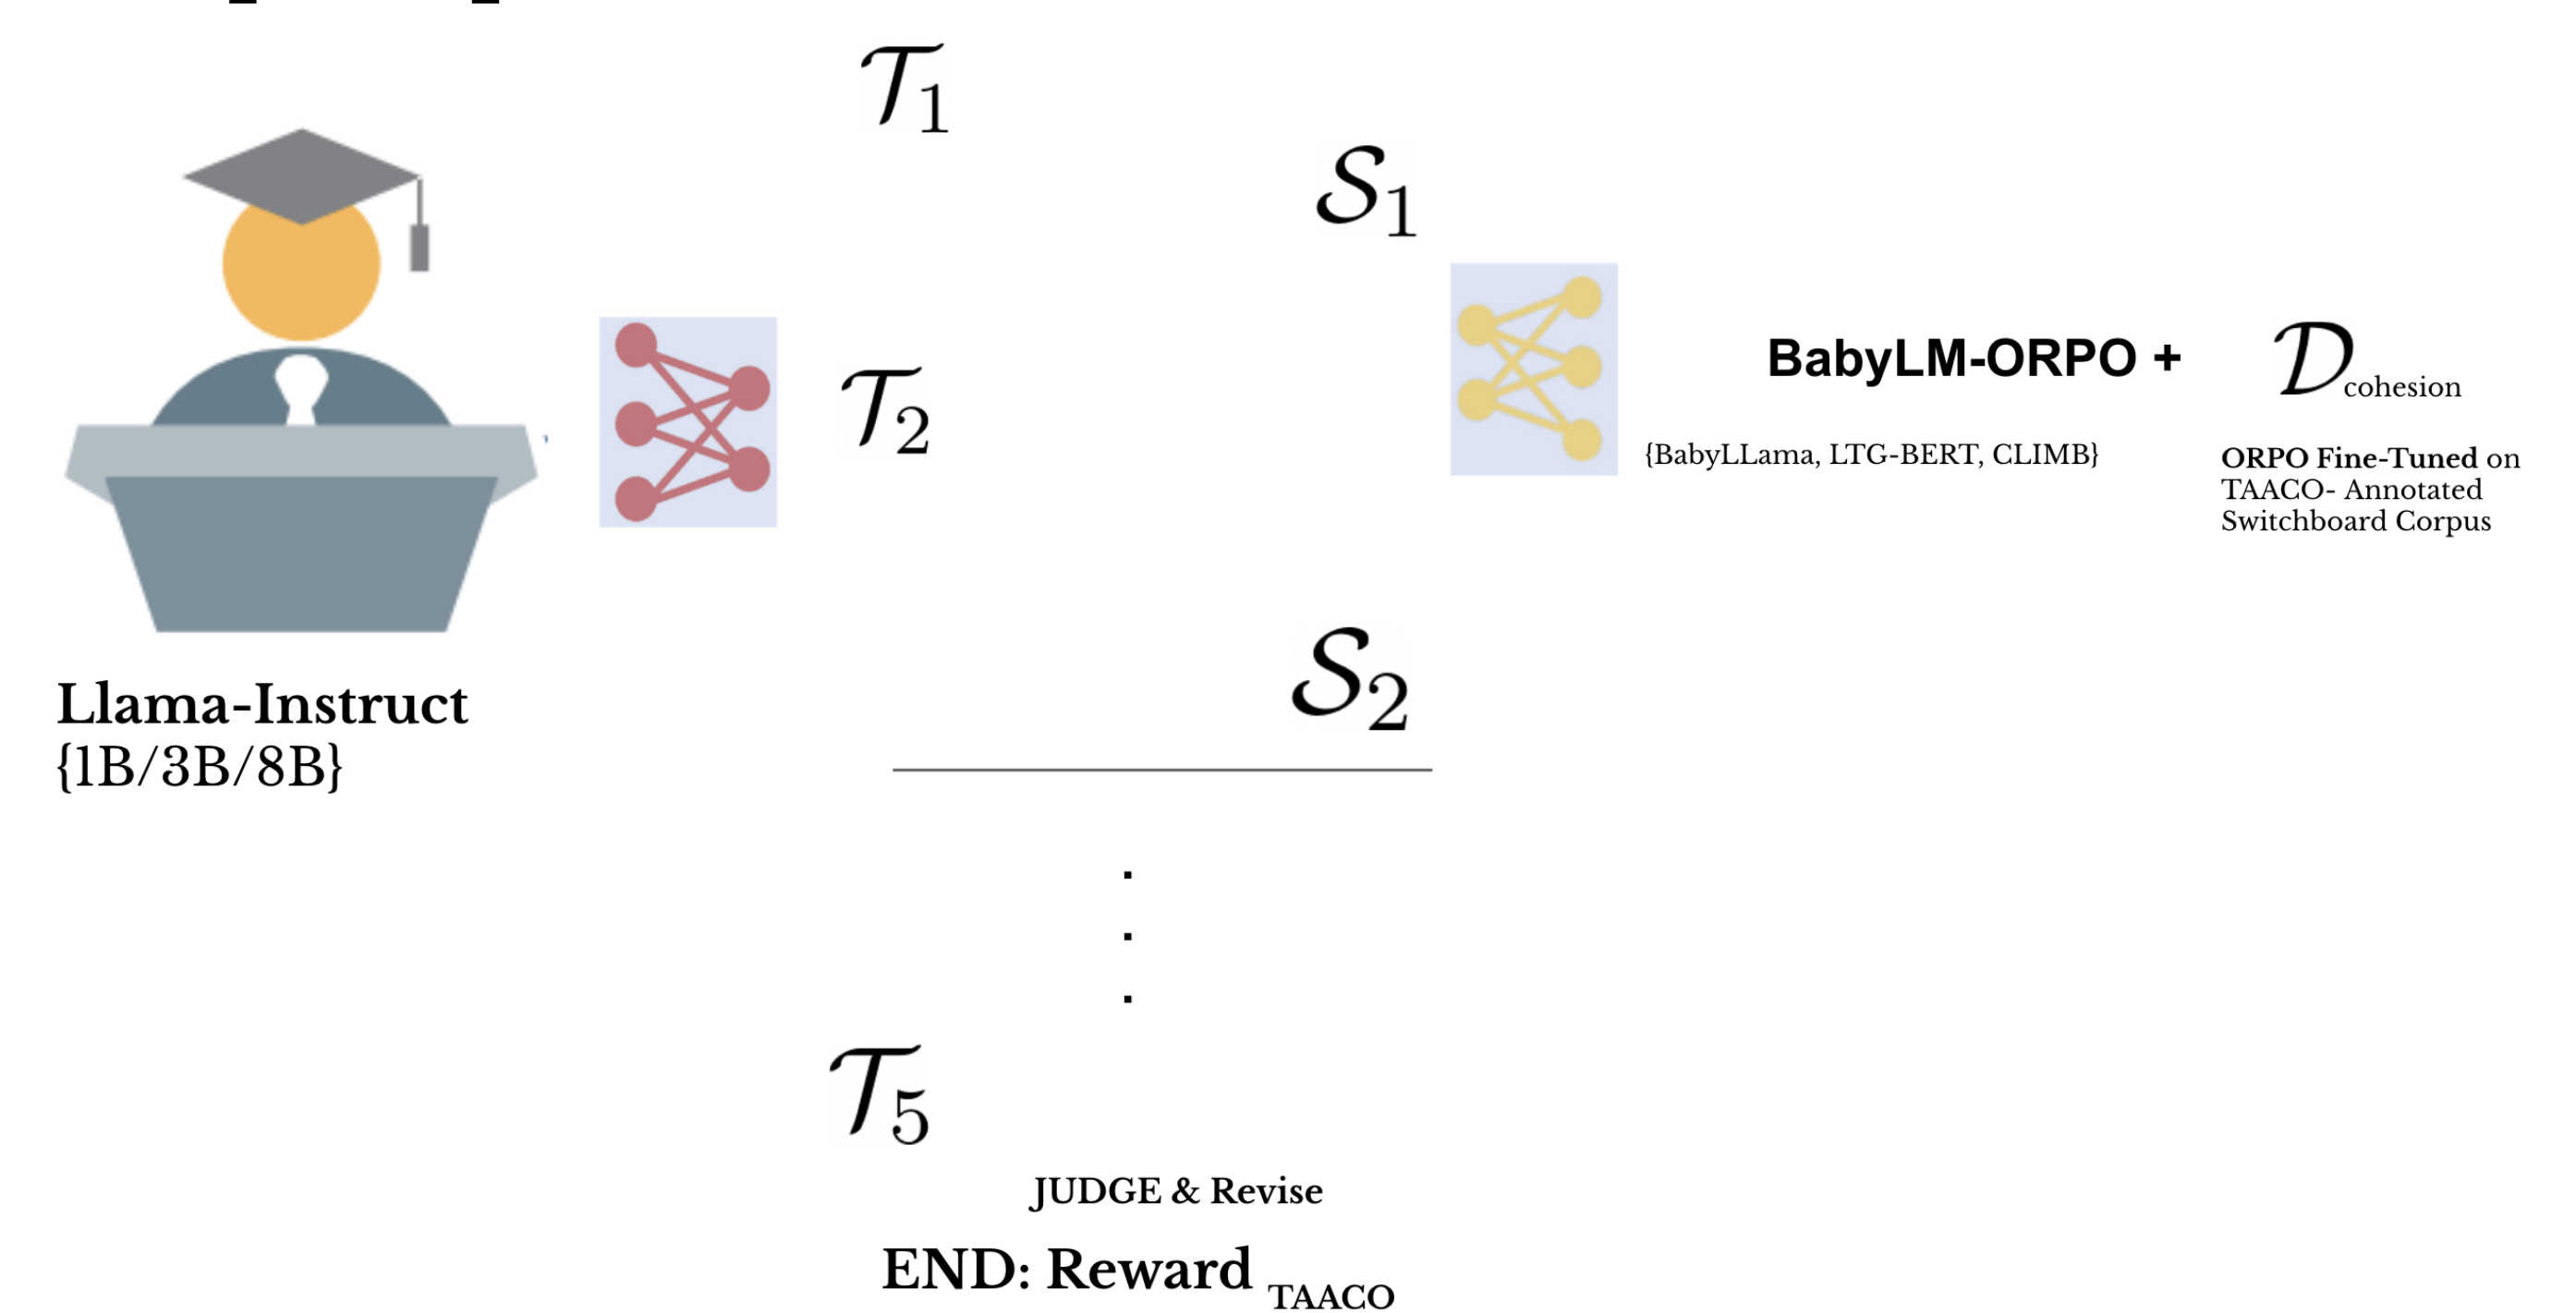 T1
S1
T2
BabyLM-ORPO + Dcohesion
{BabyLLama, LTG-BERT, CLIMB}
ORPO Fine-Tuned on
TAACO- Annotated
Switchboard Corpus
S2
Llama-Instruct
{1B/3B/8B}
.
.
.
T5
JUDGE & Revise
END: Reward TAACO